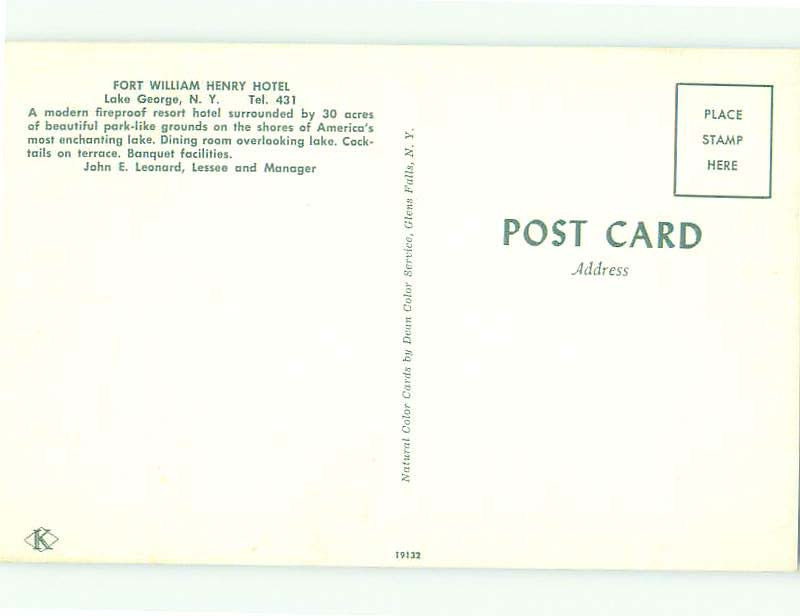 FORT WILLIAM HENRY HOTEL
Lake George, N. Y. Tel. 431
A modern fireproof resort hotel surrounded by 30 acres
of beautiful park-like grounds on the shores of America's
most enchanting lake. Dining room overlooking lake. Cock-
tails on terrace. Banquet facilities.
John E. Leonard, Lessee and Manager
Natural Color Cards by Dean Color Service, Glens Falls, N. Y.
PLACE
STAMP
HERE
POST CARD
Address
K
19132